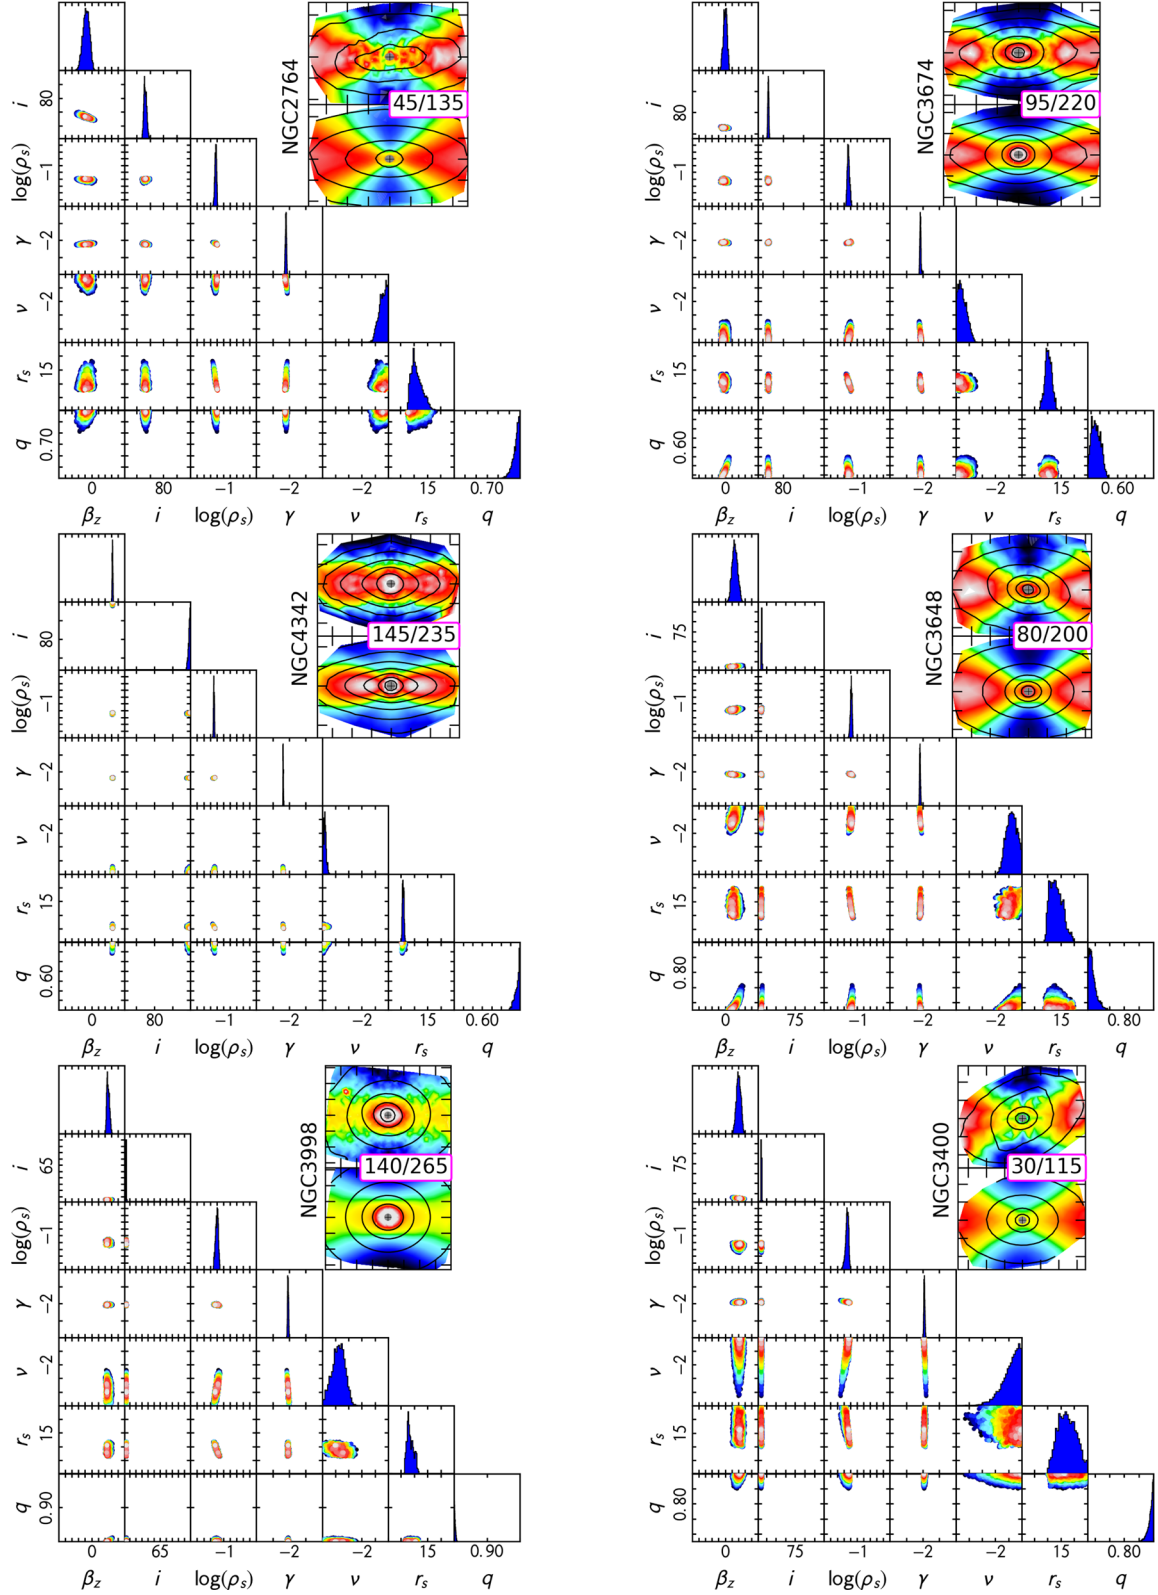 NGC2764
45/135
i
80
log(ρs)
−1
γ
−2
ν
−2
rs
15
q
0.70
0 80 −1 −2 −2 15 0.70
βz i log(ρs) γ ν rs q
NGC3674
95/220
i
80
log(ρs)
−1
γ
−2
ν
−2
rs
15
q
0.60
0 80 −1 −2 −2 15 0.60
βz i log(ρs) γ ν rs q
NGC4342
145/235
i
80
log(ρs)
−1
γ
−2
ν
−2
rs
15
q
0.60
0 80 −1 −2 −2 15 0.60
βz i log(ρs) γ ν rs q
NGC3648
80/200
i
75
log(ρs)
−1
γ
−2
ν
−2
rs
15
q
0.80
0 75 −1 −2 −2 15 0.80
βz i log(ρs) γ ν rs q
NGC3998
140/265
i
65
log(ρs)
−1
γ
−2
ν
−2
rs
15
q
0.90
0 65 −1 −2 −2 15 0.90
βz i log(ρs) γ ν rs q
NGC3400
30/115
i
75
log(ρs)
−1
γ
−2
ν
−2
rs
15
q
0.80
0 75 −1 −2 −2 15 0.80
βz i log(ρs) γ ν rs q